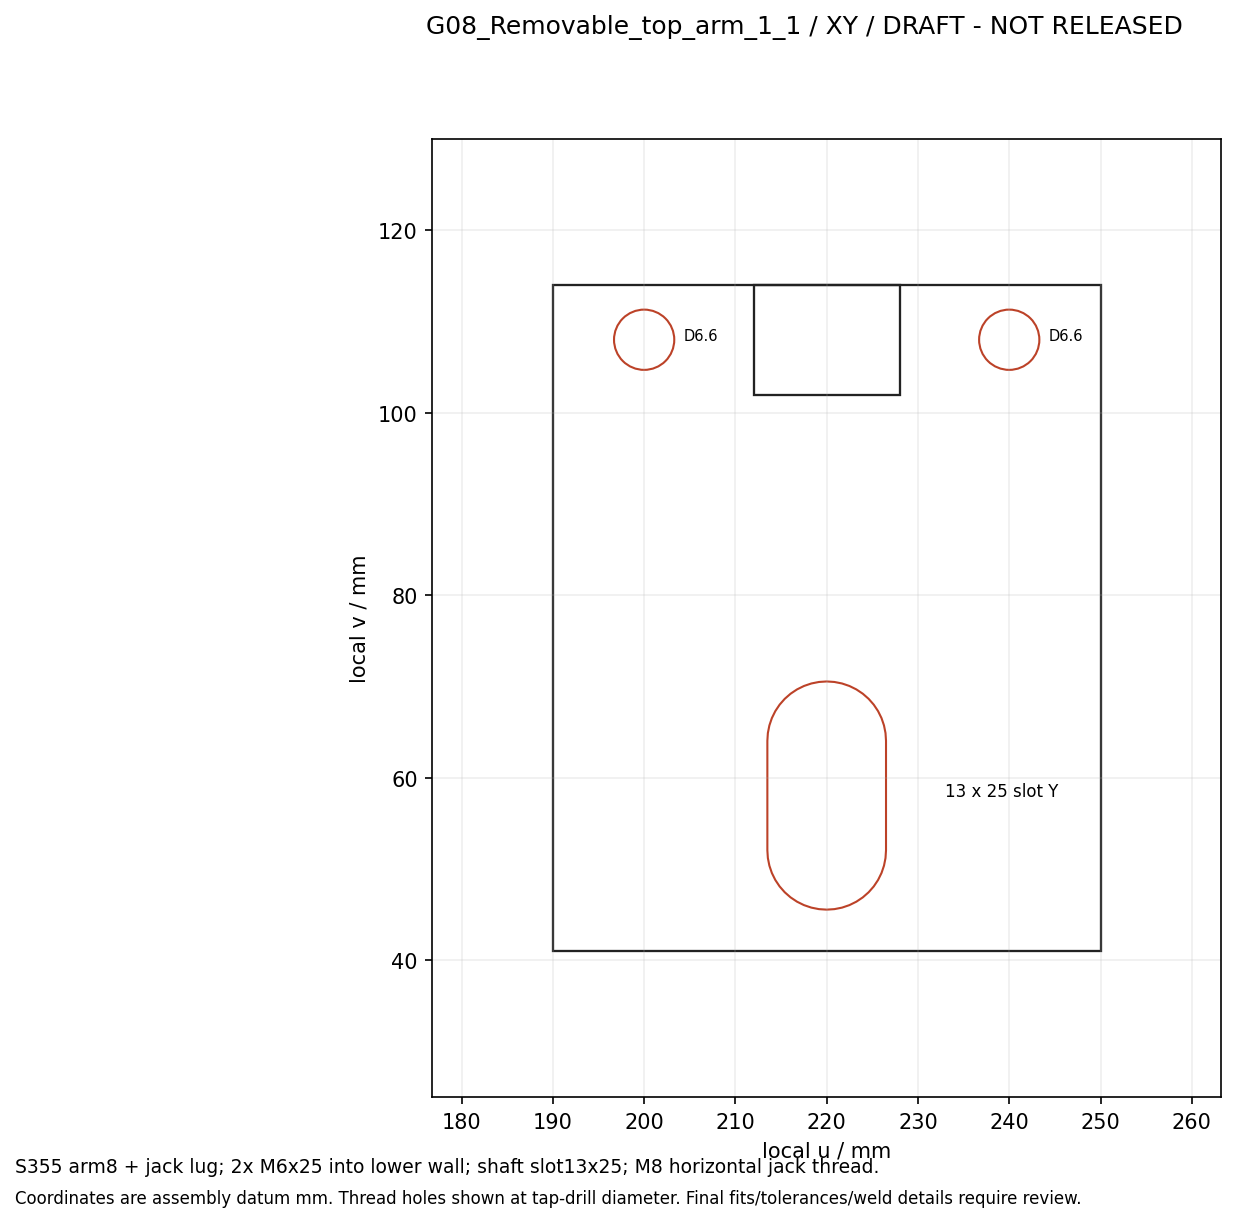 G08_Removable_top_arm_1_1 / XY / DRAFT - NOT RELEASED
120
D6.6
D6.6
100
local v / mm
80
60
13 x 25 slot Y
40
180 190 200 210 220 230 240 250 260
local u / mm
S355 arm8 + jack lug; 2x M6x25 into lower wall; shaft slot13x25; M8 horizontal jack thread.
Coordinates are assembly datum mm. Thread holes shown at tap-drill diameter. Final fits/tolerances/weld details require review.